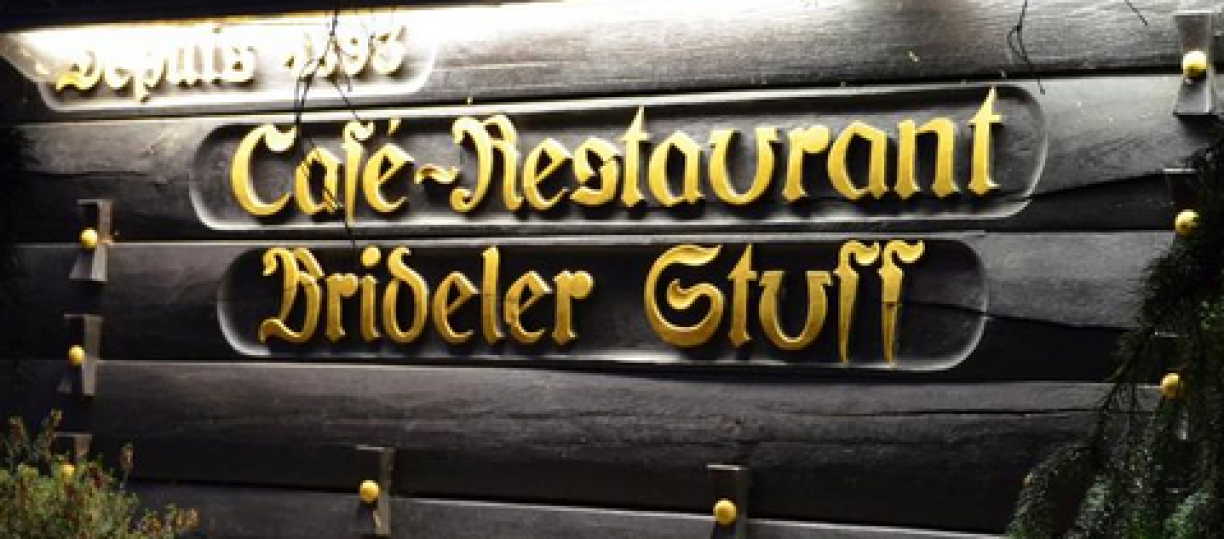 Depuis
Café-Restaurant
Brideler Stuff